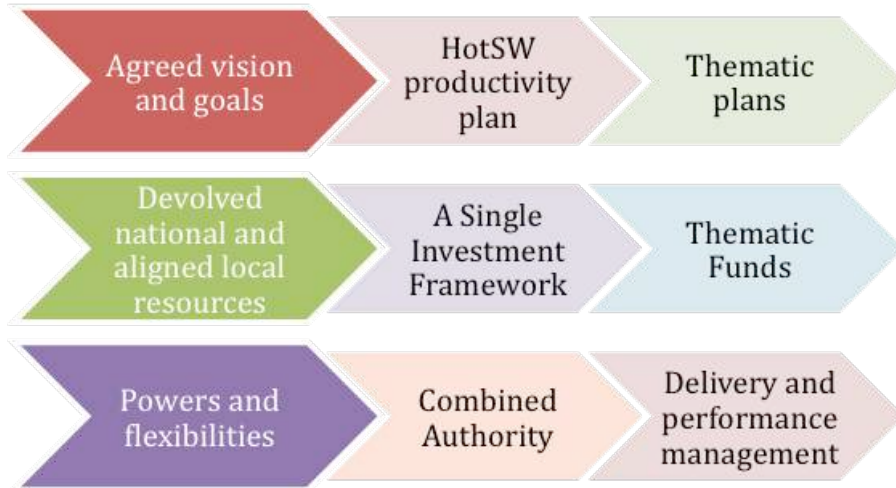 Agreed vision
and goals
HotSW
productivity
plan
Thematic
plans
Devolved
national and
aligned local
resources
A Single
Investment
Framework
Thematic
Funds
Powers and
flexibilities
Combined
Authority
Delivery and
performance
management